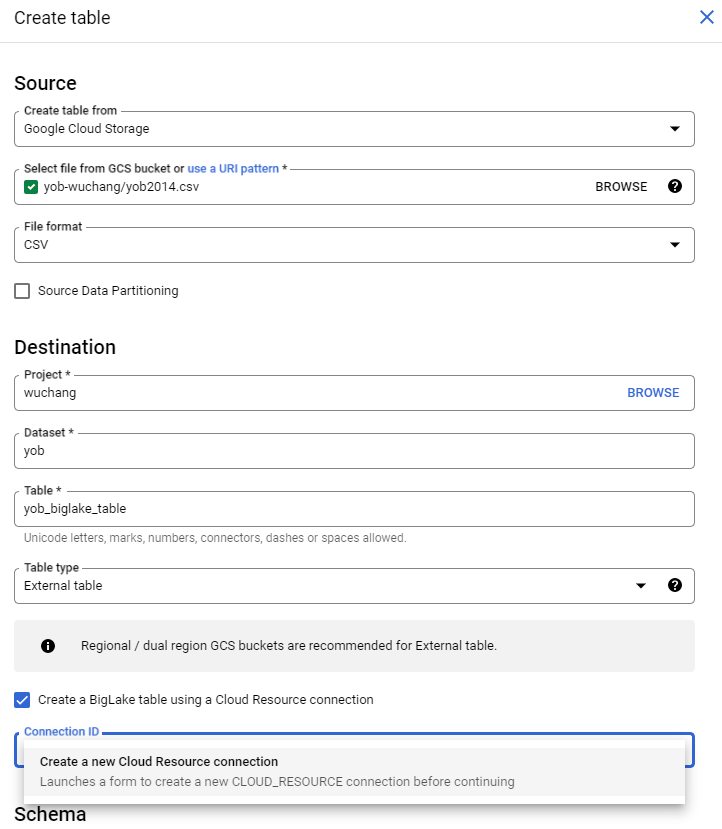 Create table
Source
Create table from
Google Cloud Storage
Select file from GCS bucket or use a URI pattern *
yob-wuchang/yob2014.csv BROWSE ?
File format
CSV
Source Data Partitioning
Destination
Project *
wuchang BROWSE
Dataset *
yob
Table *
yob_biglake_table
Unicode letters, marks, numbers, connectors, dashes or spaces allowed.
Table type
External table ?
Regional / dual region GCS buckets are recommended for External table.
Create a BigLake table using a Cloud Resource connection
Connection ID
Create a new Cloud Resource connection
Launches a form to create a new CLOUD_RESOURCE connection before continuing
Schema